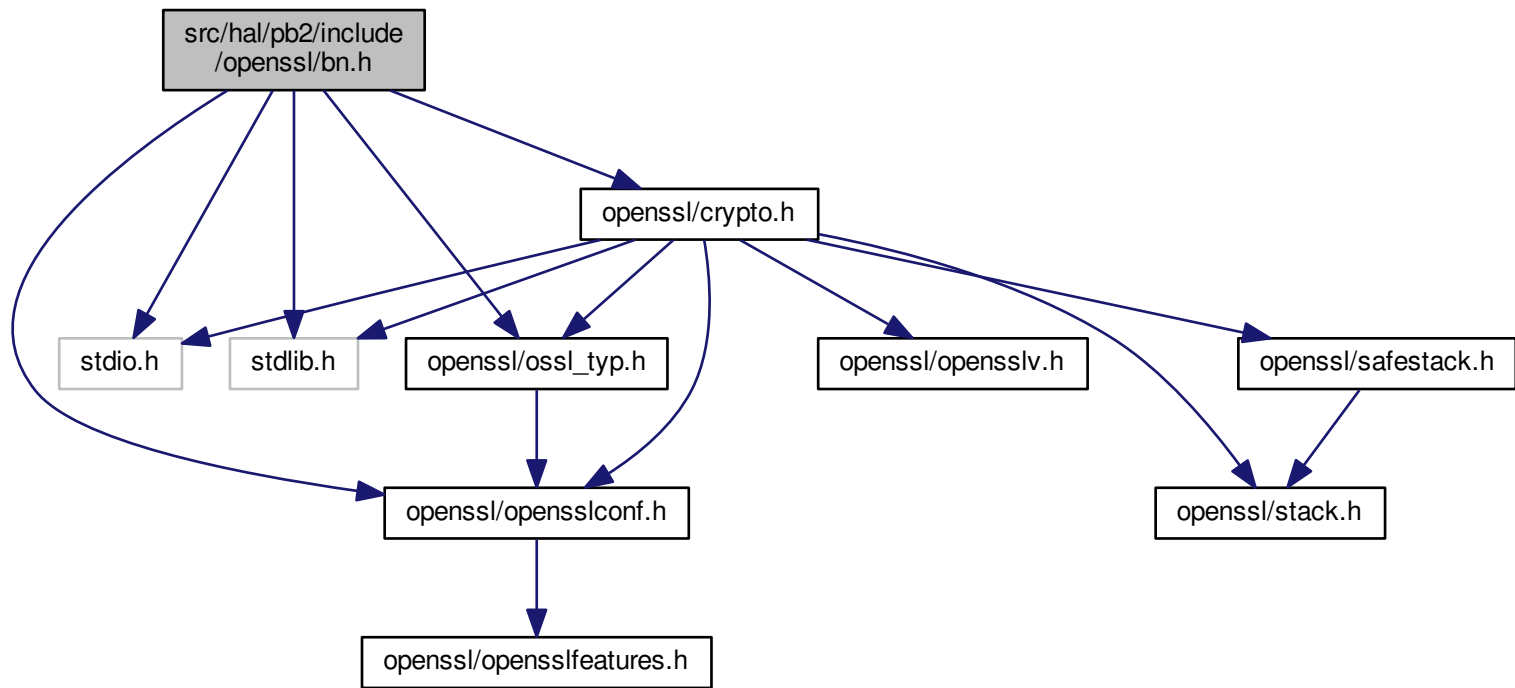 src/hal/pb2/include
/openssl/bn.h
openssl/crypto.h
stdio.h
stdlib.h
openssl/ossl_typ.h
openssl/opensslv.h
openssl/safestack.h
openssl/opensslconf.h
openssl/stack.h
openssl/opensslfeatures.h